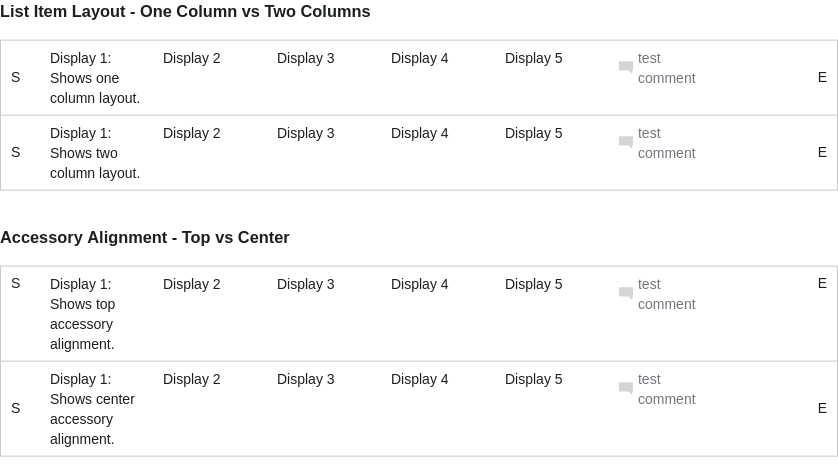 List Item Layout - One Column vs Two Columns
S Display 1: Display 2 Display 3 Display 4 Display 5 test E
Shows one comment
column layout.
S Display 1: Display 2 Display 3 Display 4 Display 5 test E
Shows two comment
column layout.
Accessory Alignment - Top vs Center
S Display 1: Display 2 Display 3 Display 4 Display 5 test E
Shows top comment
accessory
alignment.
S Display 1: Display 2 Display 3 Display 4 Display 5 test E
Shows center comment
accessory
alignment.